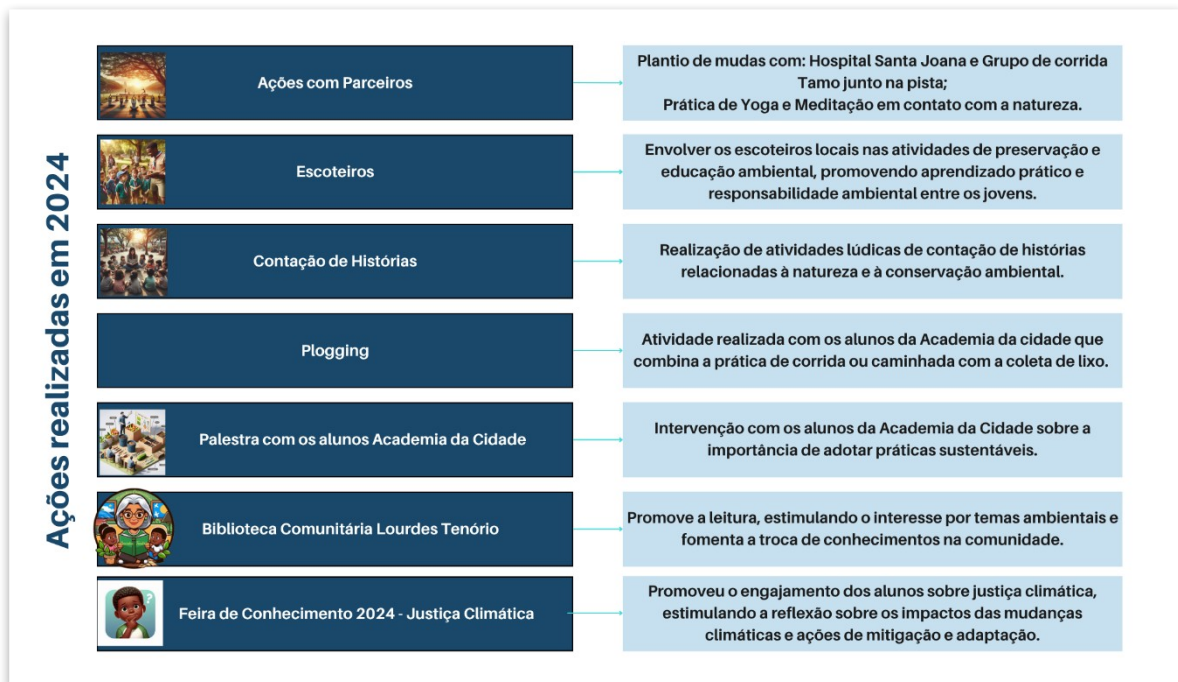 Ações realizadas em 2024
Ações com Parceiros
Plantio de mudas com: Hospital Santa Joana e Grupo de corrida
Tamo junto na pista;
Prática de Yoga e Meditação em contato com a natureza.
Escoteiros
Envolver os escoteiros locais nas atividades de preservação e
educação ambiental, promovendo aprendizado prático e
responsabilidade ambiental entre os jovens.
Contação de Histórias
Realização de atividades lúdicas de contação de histórias
relacionadas à natureza e à conservação ambiental.
Plogging
Atividade realizada com os alunos da Academia da cidade que
combina a prática de corrida ou caminhada com a coleta de lixo.
Palestra com os alunos Academia da Cidade
Intervenção com os alunos da Academia da Cidade sobre a
importância de adotar práticas sustentáveis.
Biblioteca Comunitária Lourdes Tenório
Promove a leitura, estimulando o interesse por temas ambientais e
fomenta a troca de conhecimentos na comunidade.
Feira de Conhecimento 2024 - Justiça Climática
Promoveu o engajamento dos alunos sobre justiça climática,
estimulando a reflexão sobre os impactos das mudanças
climáticas e ações de mitigação e adaptação.